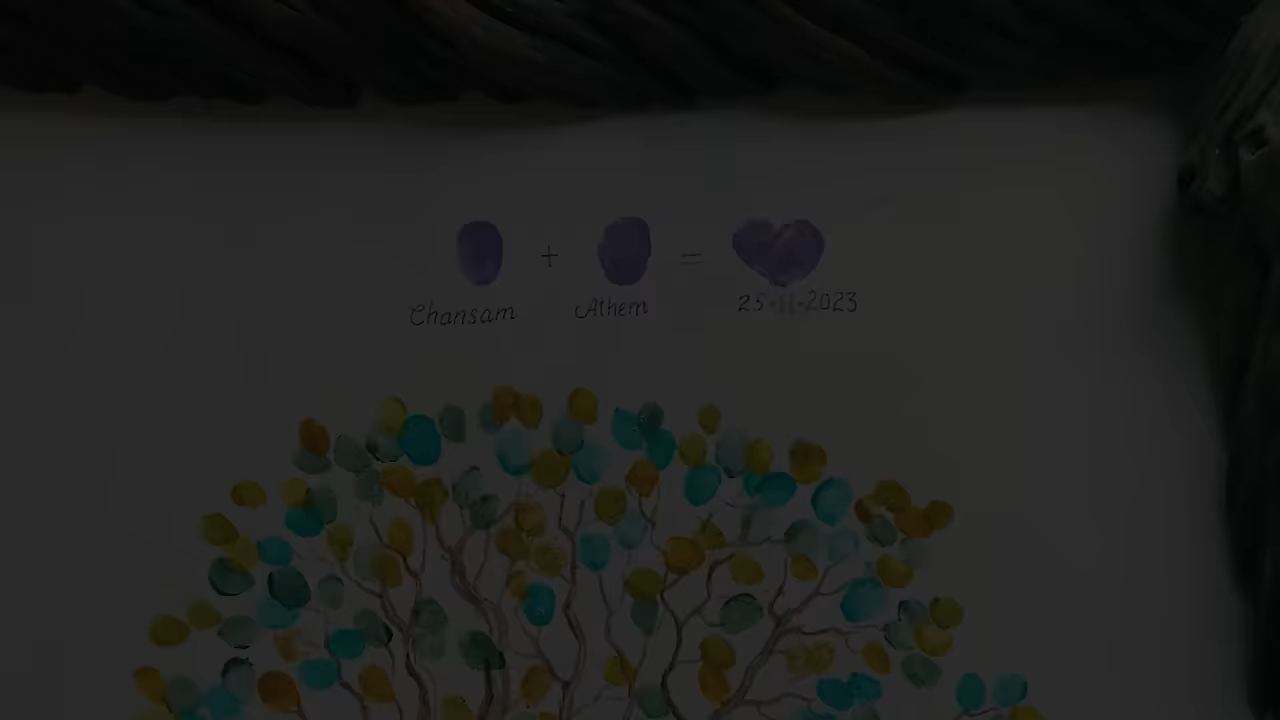 + =
Chansam Athem 25-11-2023